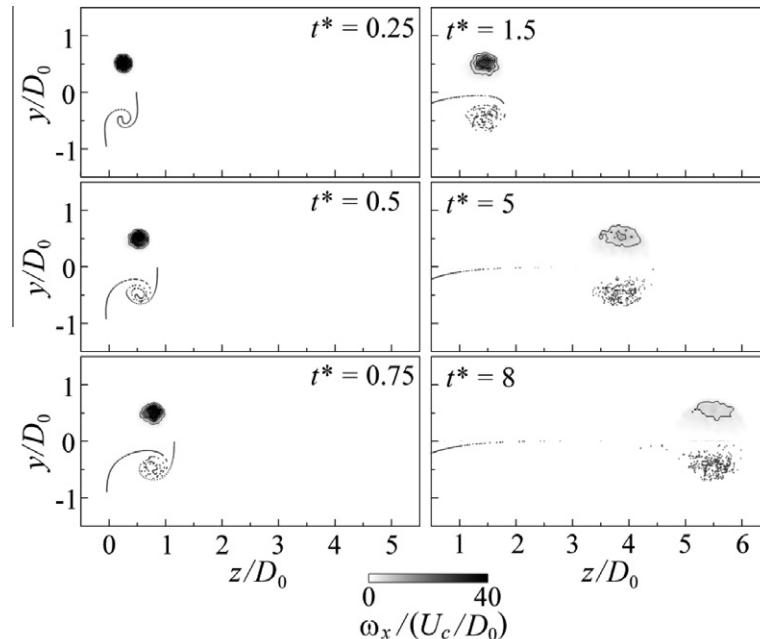 t* = 0.25
t* = 1.5
y/D₀
1
0
-1
t* = 0.5
t* = 5
y/D₀
1
0
-1
t* = 0.75
t* = 8
y/D₀
1
0
-1
0 1 2 3 4 5
1 2 3 4 5 6
z/D₀
z/D₀
0 40
ωₓ/(U_c/D₀)